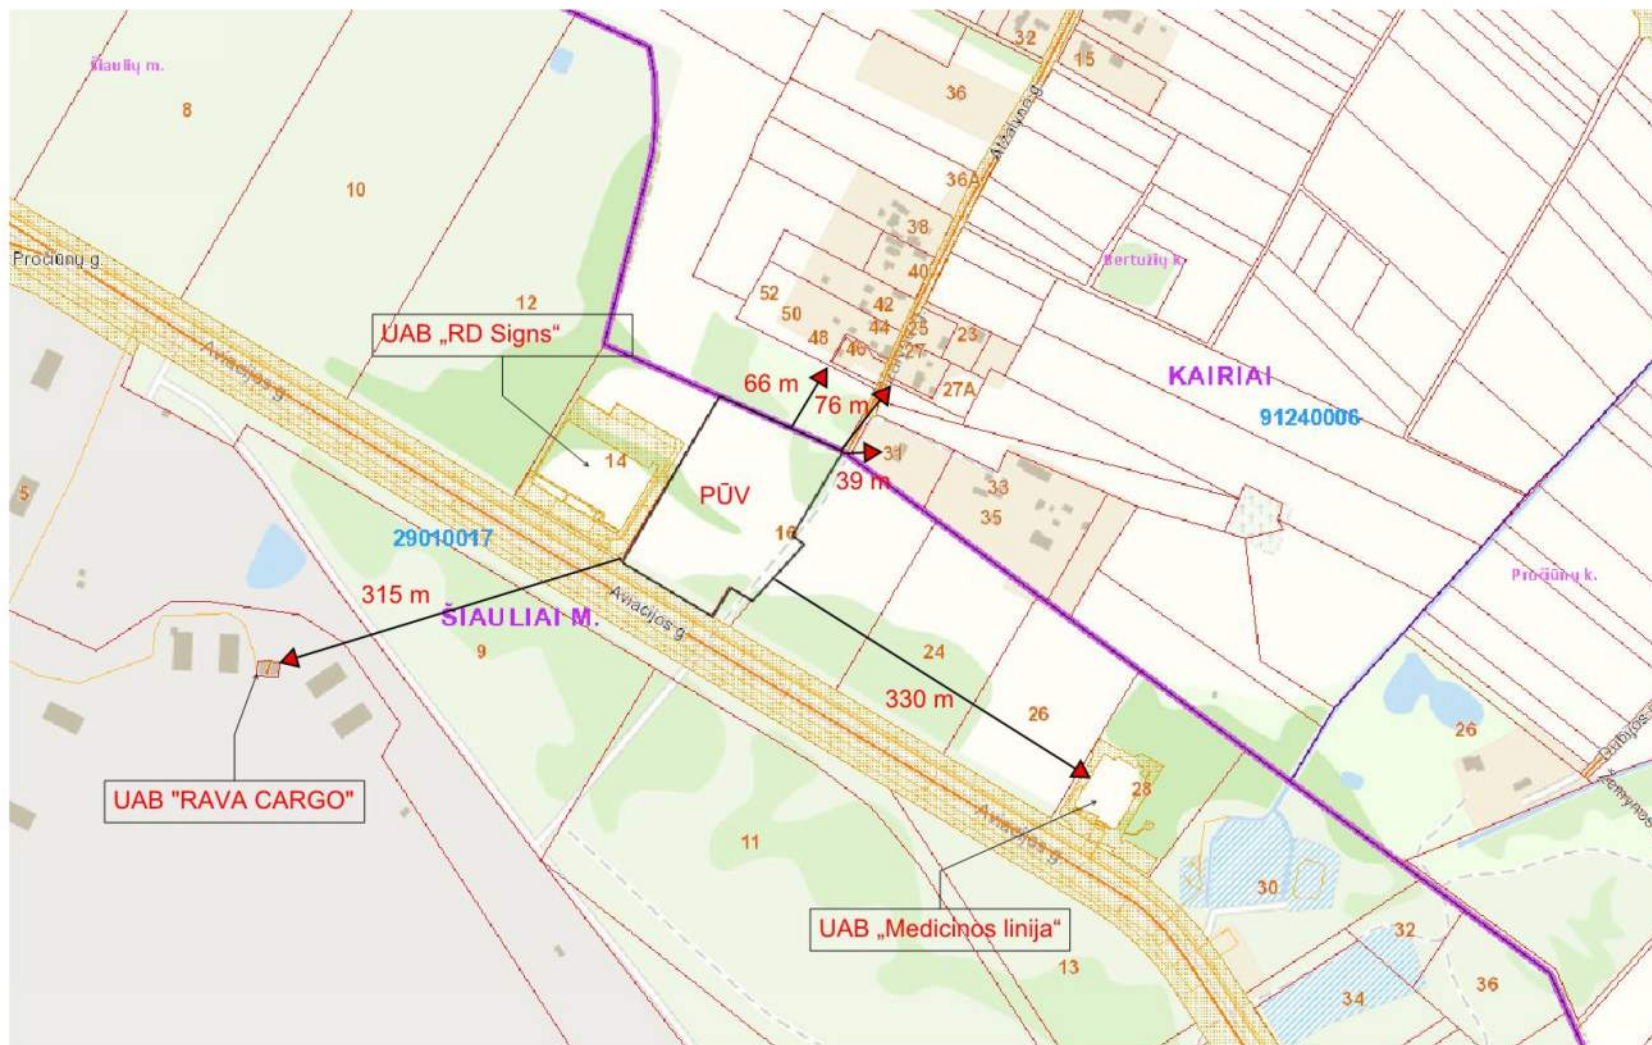 Šiaulių m.
8
10
12
Pročiūnų g.
Aviacijos g.
UAB „RD Signs“
14
PŪV
16
66 m
76 m
39 m
32
15
36
36A
38
40
42
44
46
48
50
52
25
23
27
27A
31
33
35
Bertužių k.
KAIRIAI
91240006
Pročiūnų k.
5
29010017
315 m
ŠIAULIAI M.
Aviacijos g.
9
7
24
330 m
26
26
28
UAB "RAVA CARGO"
11
Aviacijos g.
UAB „Medicinos linija“
13
30
32
34
36